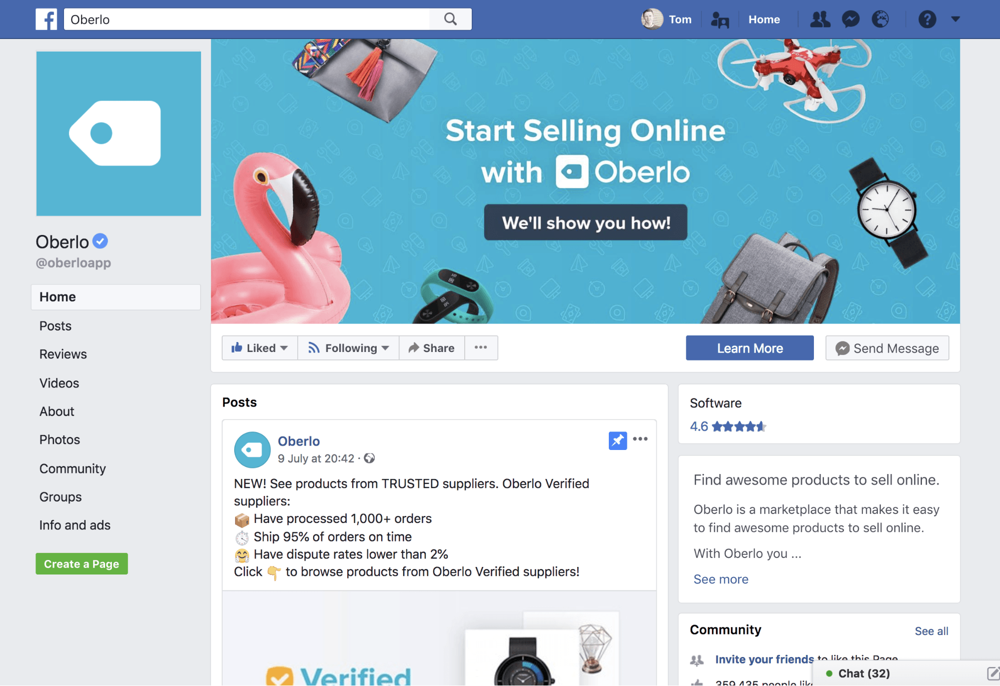 Oberlo
Tom
Home
Start Selling Online
with Oberlo
We'll show you how!
Oberlo
@oberloapp
Home
Posts
Reviews
Videos
About
Photos
Community
Groups
Info and ads
Create a Page
Liked
Following
Share
Learn More
Send Message
Posts
Oberlo
9 July at 20:42 ·
NEW! See products from TRUSTED suppliers. Oberlo Verified
suppliers:
Have processed 1,000+ orders
Ship 95% of orders on time
Have dispute rates lower than 2%
Click 👇 to browse products from Oberlo Verified suppliers!
Verified
Software
4.6
Find awesome products to sell online.
Oberlo is a marketplace that makes it easy
to find awesome products to sell online.
With Oberlo you ...
See more
Community
See all
Invite your friends to like this Page
359,435 people like
Chat (32)